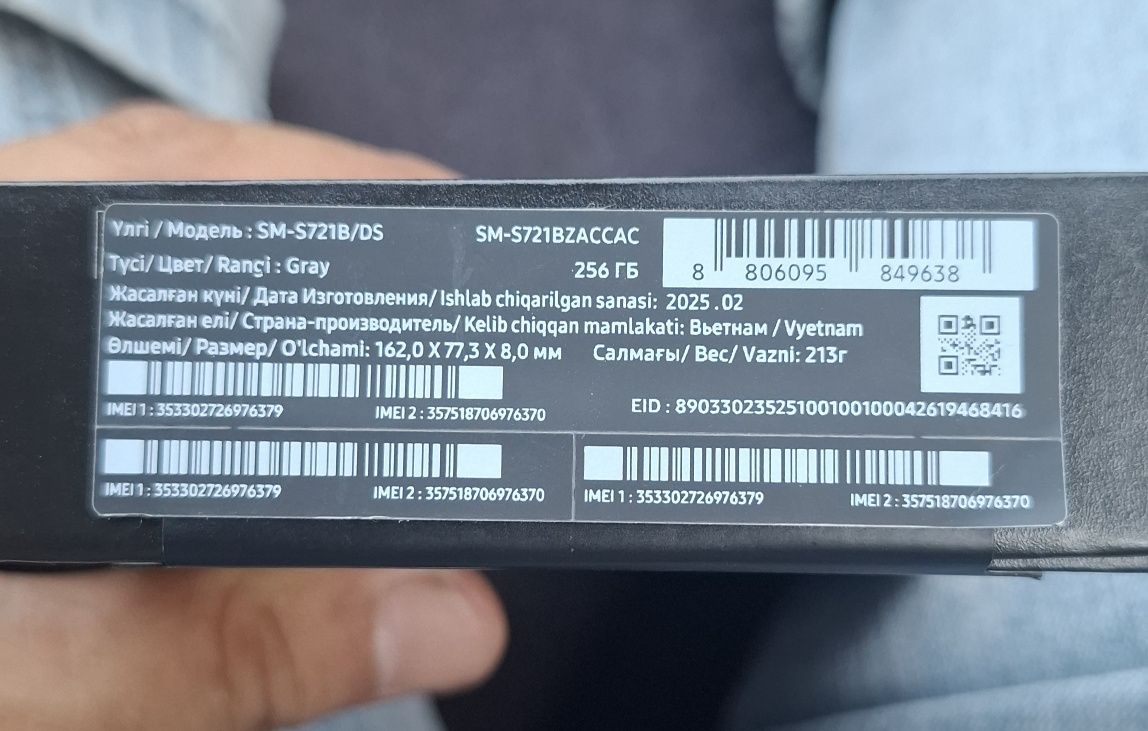 Үлгі / Модель : SM-S721B/DS
SM-S721BZACCAC
Түсі/ Цвет/ Rangi : Gray
256 ГБ
8 806095 849638
Жасалған күні/ Дата Изготовления/ Ishlab chiqarilgan sanasi: 2025 .02
Жасалған елі/ Страна-производитель/ Kelib chiqqan mamlakati: Вьетнам / Vyetnam
Өлшемі/ Размер/ O'lchami: 162,0 X 77,3 X 8,0 мм Салмағы/ Вес/ Vazni: 213г
IMEI 1 : 353302726976379 IMEI 2 : 357518706976370
EID : 89033023525100100100042619468416
IMEI 1 : 353302726976379 IMEI 2 : 357518706976370
IMEI 1 : 353302726976379 IMEI 2 : 357518706976370